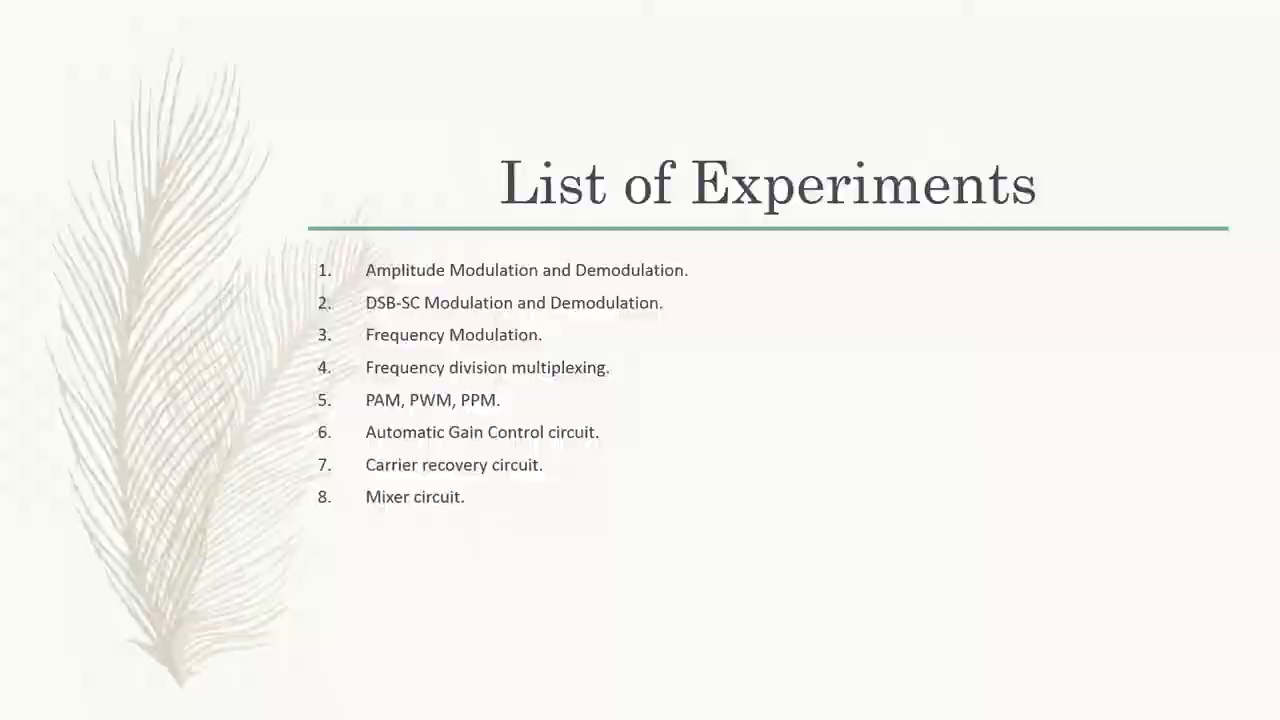 List of Experiments
1. Amplitude Modulation and Demodulation.
2. DSB-SC Modulation and Demodulation.
3. Frequency Modulation.
4. Frequency division multiplexing.
5. PAM, PWM, PPM.
6. Automatic Gain Control circuit.
7. Carrier recovery circuit.
8. Mixer circuit.